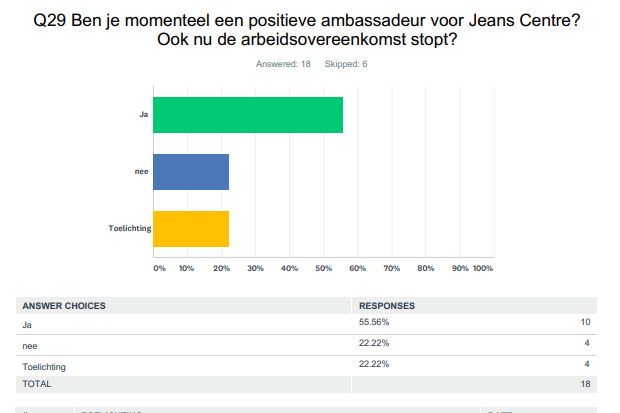 Q29 Ben je momenteel een positieve ambassadeur voor Jeans Centre?
Ook nu de arbeidsovereenkomst stopt?
Answered: 18 Skipped: 6
Ja
nee
Toelichting
0% 10% 20% 30% 40% 50% 60% 70% 80% 90% 100%
ANSWER CHOICES RESPONSES
Ja 55.56% 10
nee 22.22% 4
Toelichting 22.22% 4
TOTAL 18